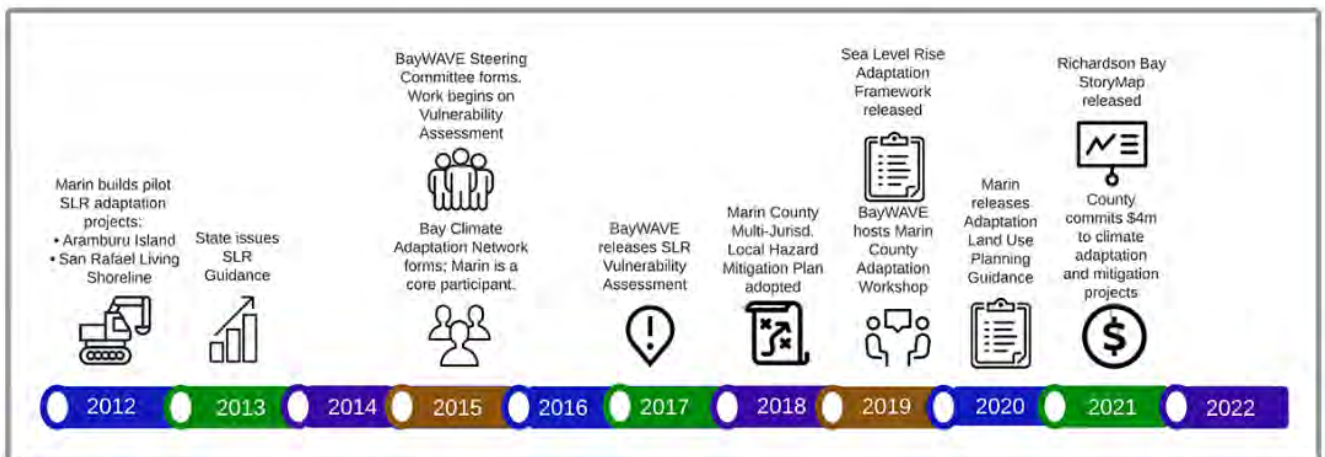 Marin builds pilot
SLR adaptation
projects:
• Aramburu Island
• San Rafael Living
Shoreline
State issues
SLR
Guidance
BayWAVE Steering
Committee forms.
Work begins on
Vulnerability
Assessment
Bay Climate
Adaptation Network
forms; Marin is a
core participant.
BayWAVE
releases SLR
Vulnerability
Assessment
Marin County
Multi-Jurisd.
Local Hazard
Mitigation Plan
adopted
Sea Level Rise
Adaptation
Framework
released
BayWAVE
hosts Marin
County
Adaptation
Workshop
Marin
releases
Adaptation
Land Use
Planning
Guidance
Richardson Bay
StoryMap
released
County
commits $4m
to climate
adaptation
and mitigation
projects
$
2012 2013 2014 2015 2016 2017 2018 2019 2020 2021 2022